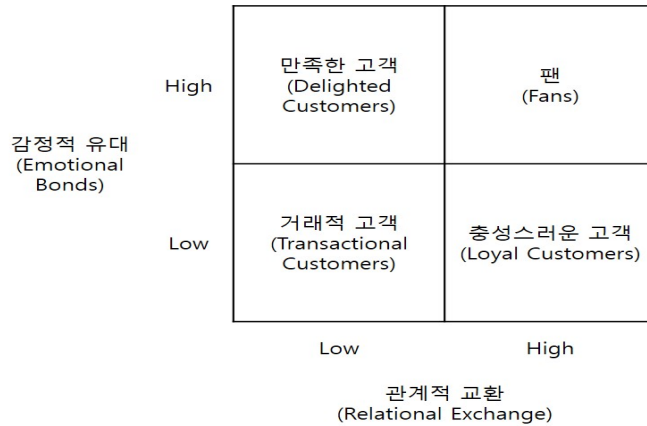 High
만족한 고객
(Delighted
Customers)
팬
(Fans)
감정적 유대
(Emotional
Bonds)
Low
거래적 고객
(Transactional
Customers)
충성스러운 고객
(Loyal Customers)
Low
High
관계적 교환
(Relational Exchange)